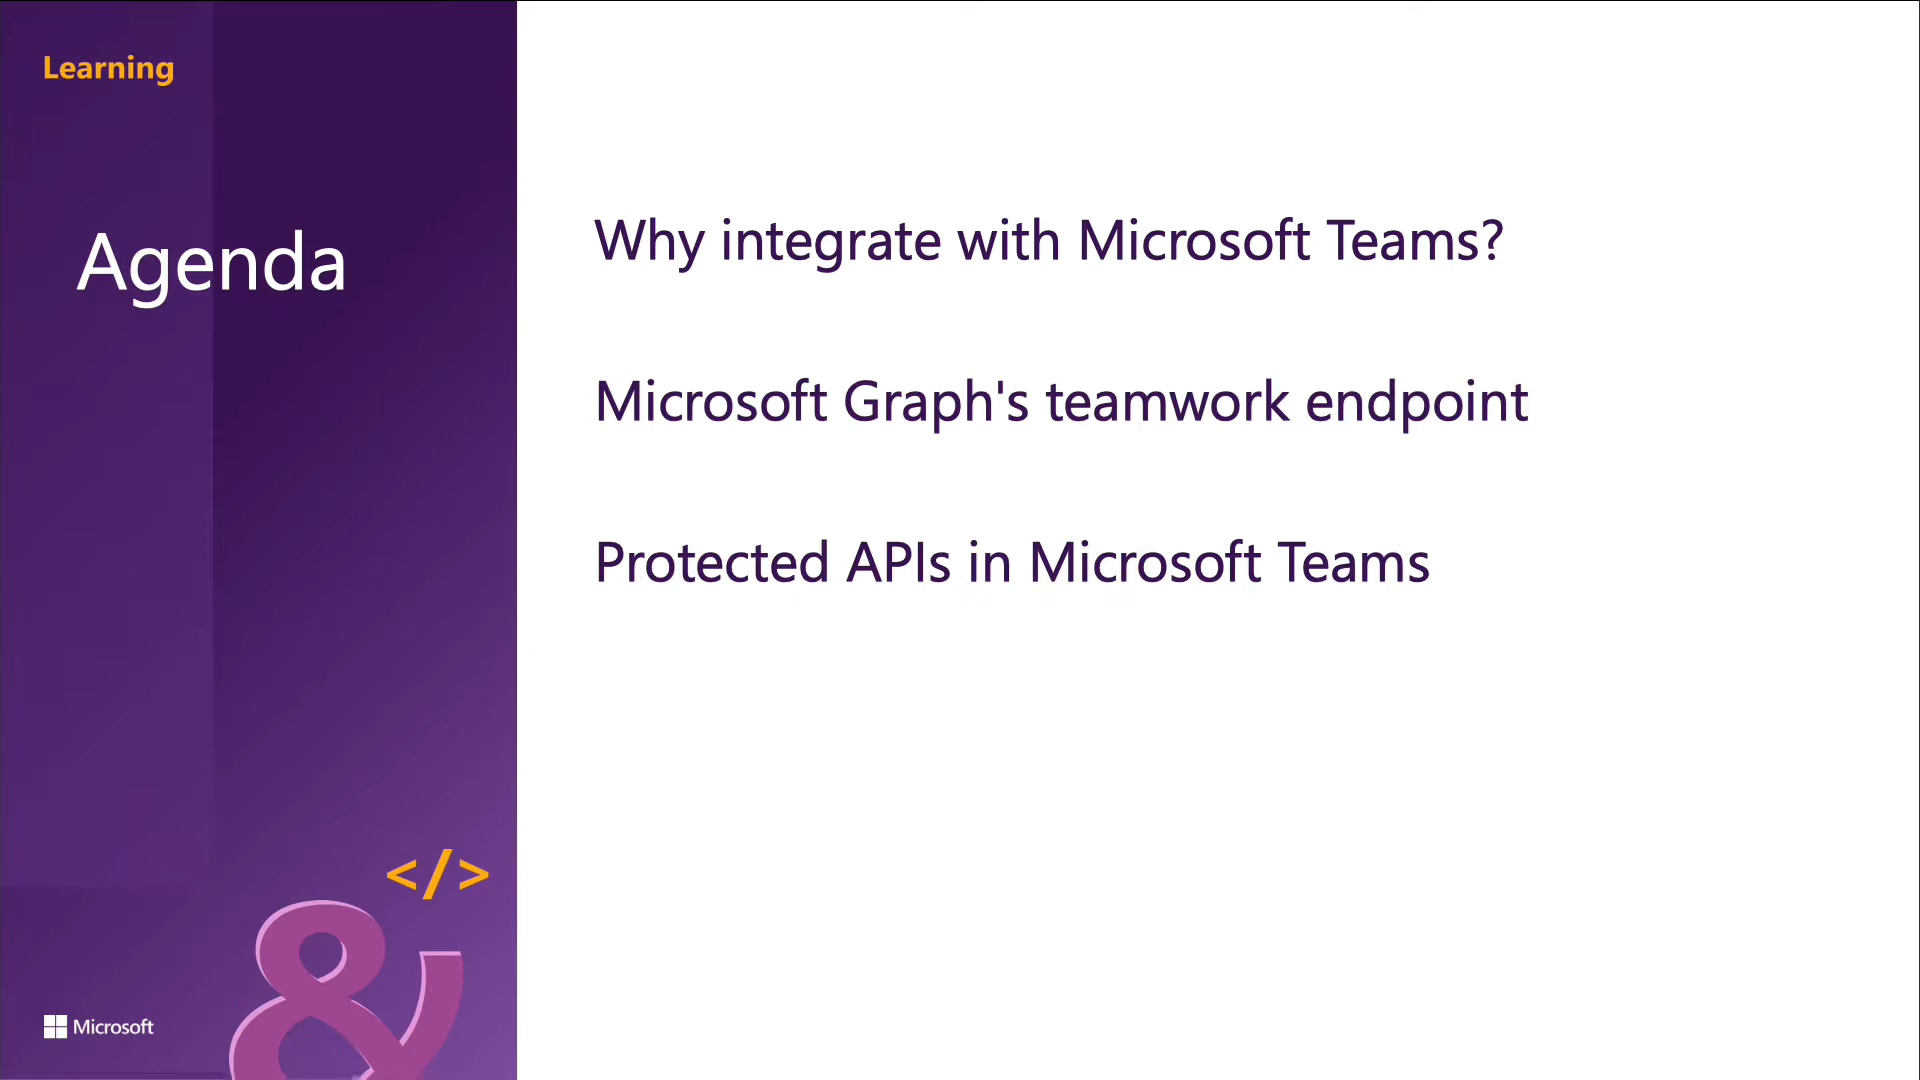 Learning
Agenda
Why integrate with Microsoft Teams?
Microsoft Graph's teamwork endpoint
Protected APIs in Microsoft Teams
</>
&
Microsoft